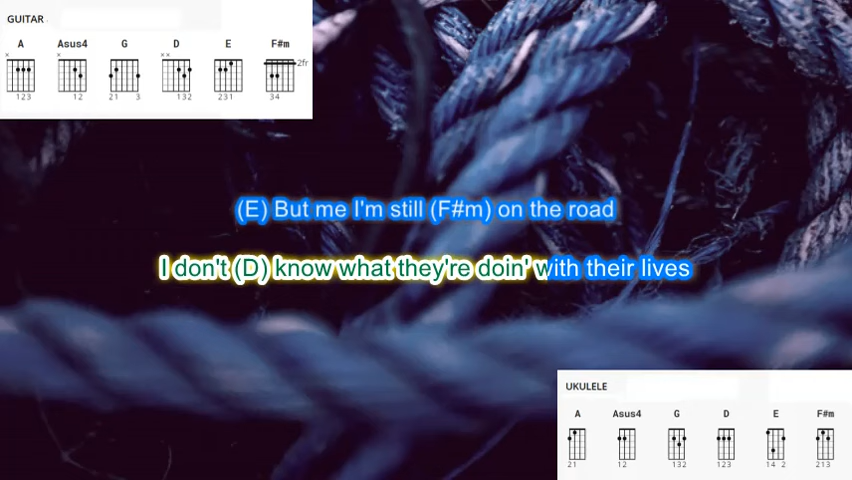 GUITAR
A Asus4 G D E F#m
x x xx
2fr
123 12 21 3 132 231 34
(E) But me I'm still (F#m) on the road
I don't (D) know what they're doin' with their lives
UKULELE
A Asus4 G D E F#m
21 12 132 123 14 2 213